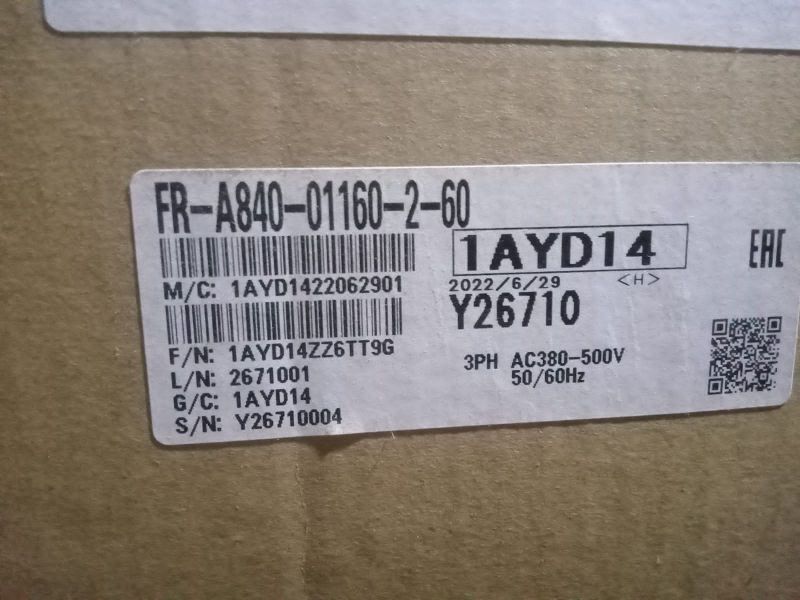 FR-A840-01160-2-60
1AYD14
EAC
M/C: 1AYD1422062901
2022/6/29
<H>
Y26710
F/N: 1AYD14ZZ6TT9G
3PH AC380-500V
50/60Hz
L/N: 2671001
G/C: 1AYD14
S/N: Y26710004